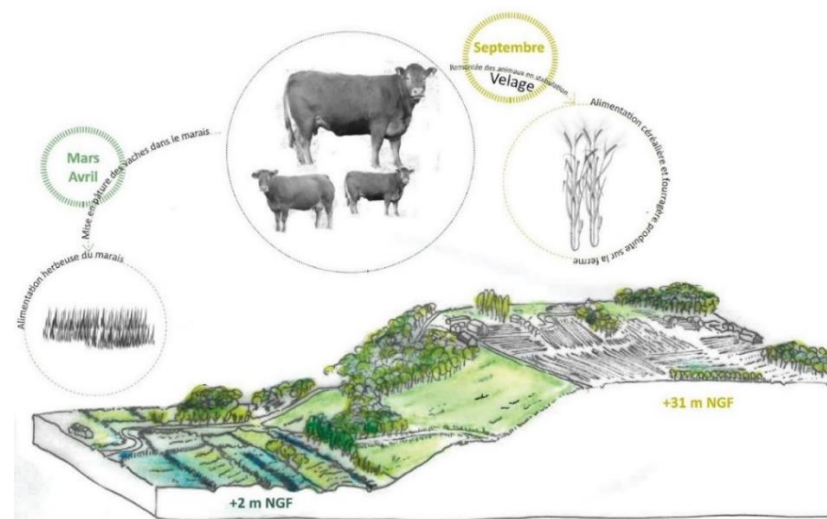 Septembre
Remontée des animaux en stabulation
Velage
Alimentation céréalière et fourragère produite sur la ferme
Mars
Avril
Mise en pâture des vaches dans le marais
Alimentation herbeuse du marais
+31 m NGF
+2 m NGF